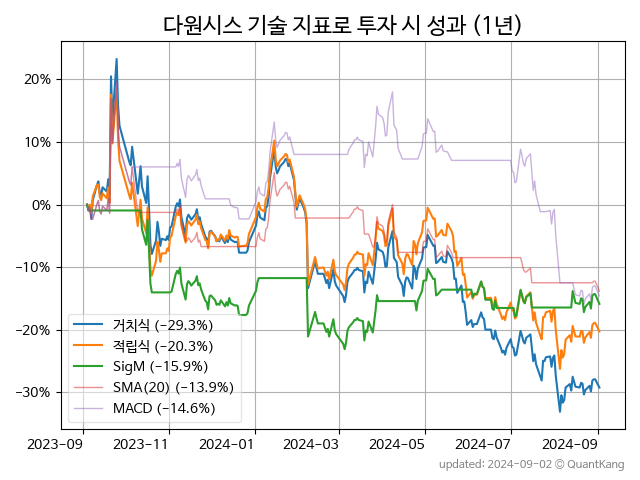 다원시스 기술 지표로 투자 시 성과 (1년)
20%
10%
0%
−10%
−20%
−30%
거치식 (−29.3%)
적립식 (−20.3%)
SigM (−15.9%)
SMA(20) (−13.9%)
MACD (−14.6%)
2023-09 2023-11 2024-01 2024-03 2024-05 2024-07 2024-09
updated: 2024-09-02 © QuantKang